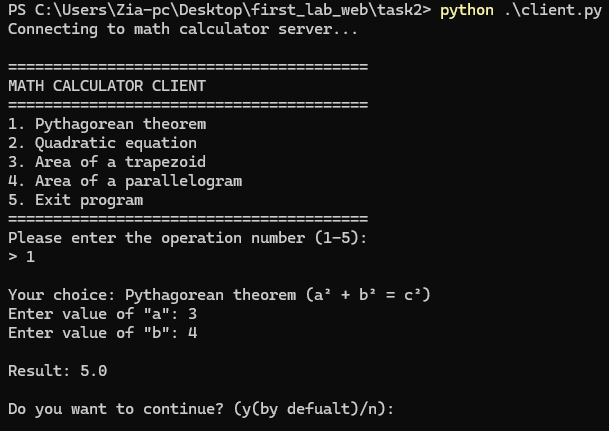 PS C:\Users\Zia-pc\Desktop\first_lab_web\task2> python .\client.py
Connecting to math calculator server...
========================================
MATH CALCULATOR CLIENT
========================================
1. Pythagorean theorem
2. Quadratic equation
3. Area of a trapezoid
4. Area of a parallelogram
5. Exit program
========================================
Please enter the operation number (1-5):
> 1
Your choice: Pythagorean theorem (a² + b² = c²)
Enter value of "a": 3
Enter value of "b": 4
Result: 5.0
Do you want to continue? (y(by defualt)/n):